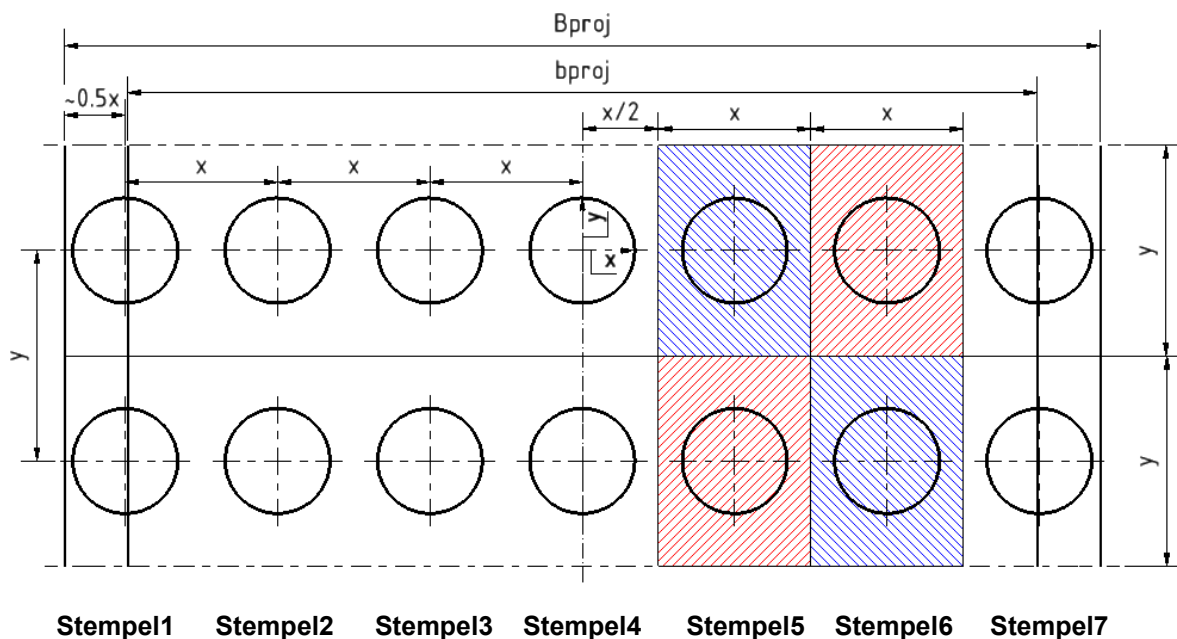 Bproj
bproj
~0.5x
x/2 x x
x x x
y
x
y
y
y
Stempel1 Stempel2 Stempel3 Stempel4 Stempel5 Stempel6 Stempel7